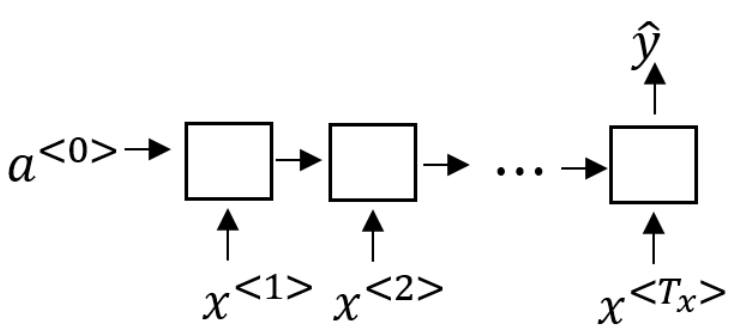 ŷ
a<0> ...
x<1> x<2> x<Tx>